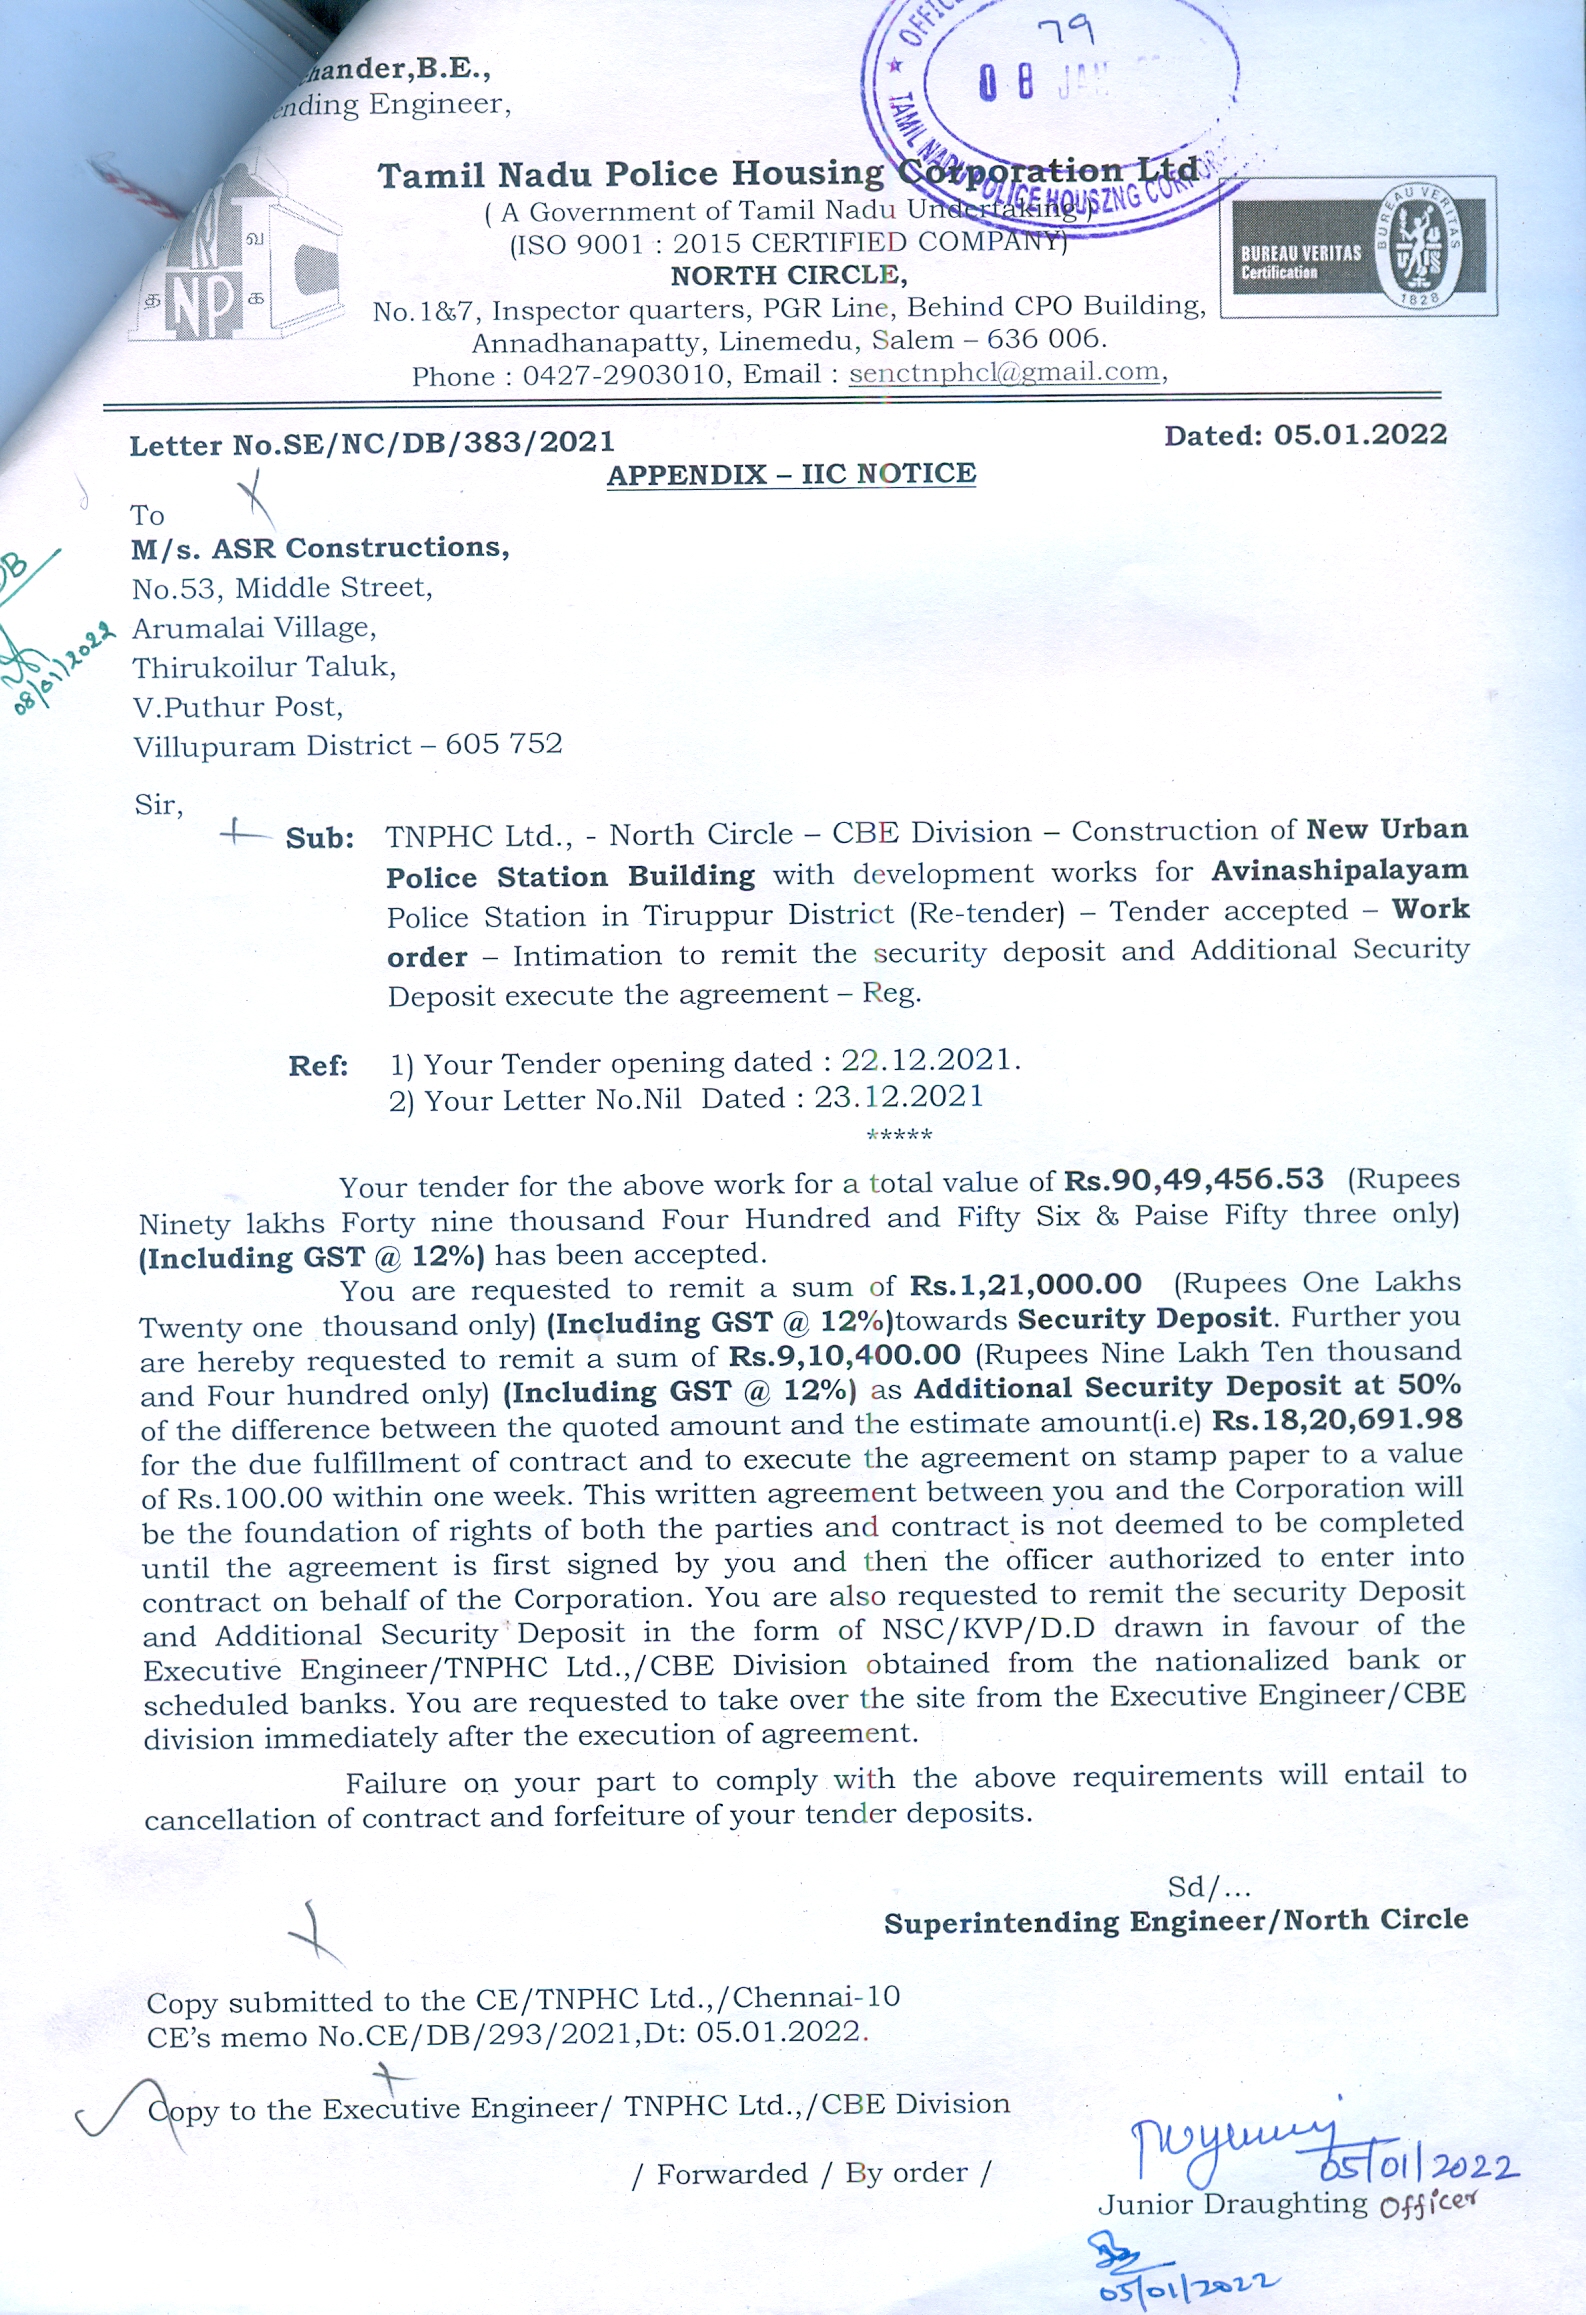 79
08 JAN
OFFIC
TAMIL NADU POLICE HOUSZNG CORPOR
hander,B.E.,
ending Engineer,
Tamil Nadu Police Housing Corporation Ltd
( A Government of Tamil Nadu Undertaking )
(ISO 9001 : 2015 CERTIFIED COMPANY)
NORTH CIRCLE,
No.1&7, Inspector quarters, PGR Line, Behind CPO Building,
Annadhanapatty, Linemedu, Salem – 636 006.
Phone : 0427-2903010, Email : senctnphcl@gmail.com,
வ
த NP க
BUREAU VERITAS
Certification
BUREAU VERITAS
1828
Letter No.SE/NC/DB/383/2021
Dated: 05.01.2022
APPENDIX – IIC NOTICE
To
M/s. ASR Constructions,
No.53, Middle Street,
Arumalai Village,
Thirukoilur Taluk,
V.Puthur Post,
Villupuram District – 605 752
DB
08/01/2022
Sir,
Sub: TNPHC Ltd., - North Circle – CBE Division – Construction of New Urban
Police Station Building with development works for Avinashipalayam
Police Station in Tiruppur District (Re-tender) – Tender accepted – Work
order – Intimation to remit the security deposit and Additional Security
Deposit execute the agreement – Reg.
Ref: 1) Your Tender opening dated : 22.12.2021.
2) Your Letter No.Nil Dated : 23.12.2021
*****
Your tender for the above work for a total value of Rs.90,49,456.53 (Rupees
Ninety lakhs Forty nine thousand Four Hundred and Fifty Six & Paise Fifty three only)
(Including GST @ 12%) has been accepted.
You are requested to remit a sum of Rs.1,21,000.00 (Rupees One Lakhs
Twenty one thousand only) (Including GST @ 12%)towards Security Deposit. Further you
are hereby requested to remit a sum of Rs.9,10,400.00 (Rupees Nine Lakh Ten thousand
and Four hundred only) (Including GST @ 12%) as Additional Security Deposit at 50%
of the difference between the quoted amount and the estimate amount(i.e) Rs.18,20,691.98
for the due fulfillment of contract and to execute the agreement on stamp paper to a value
of Rs.100.00 within one week. This written agreement between you and the Corporation will
be the foundation of rights of both the parties and contract is not deemed to be completed
until the agreement is first signed by you and then the officer authorized to enter into
contract on behalf of the Corporation. You are also requested to remit the security Deposit
and Additional Security Deposit in the form of NSC/KVP/D.D drawn in favour of the
Executive Engineer/TNPHC Ltd.,/CBE Division obtained from the nationalized bank or
scheduled banks. You are requested to take over the site from the Executive Engineer/CBE
division immediately after the execution of agreement.
Failure on your part to comply with the above requirements will entail to
cancellation of contract and forfeiture of your tender deposits.
Sd/...
Superintending Engineer/North Circle
Copy submitted to the CE/TNPHC Ltd.,/Chennai-10
CE's memo No.CE/DB/293/2021,Dt: 05.01.2022.
Copy to the Executive Engineer/ TNPHC Ltd.,/CBE Division
/ Forwarded / By order /
05/01/2022
Junior Draughting Officer
05/01/2022